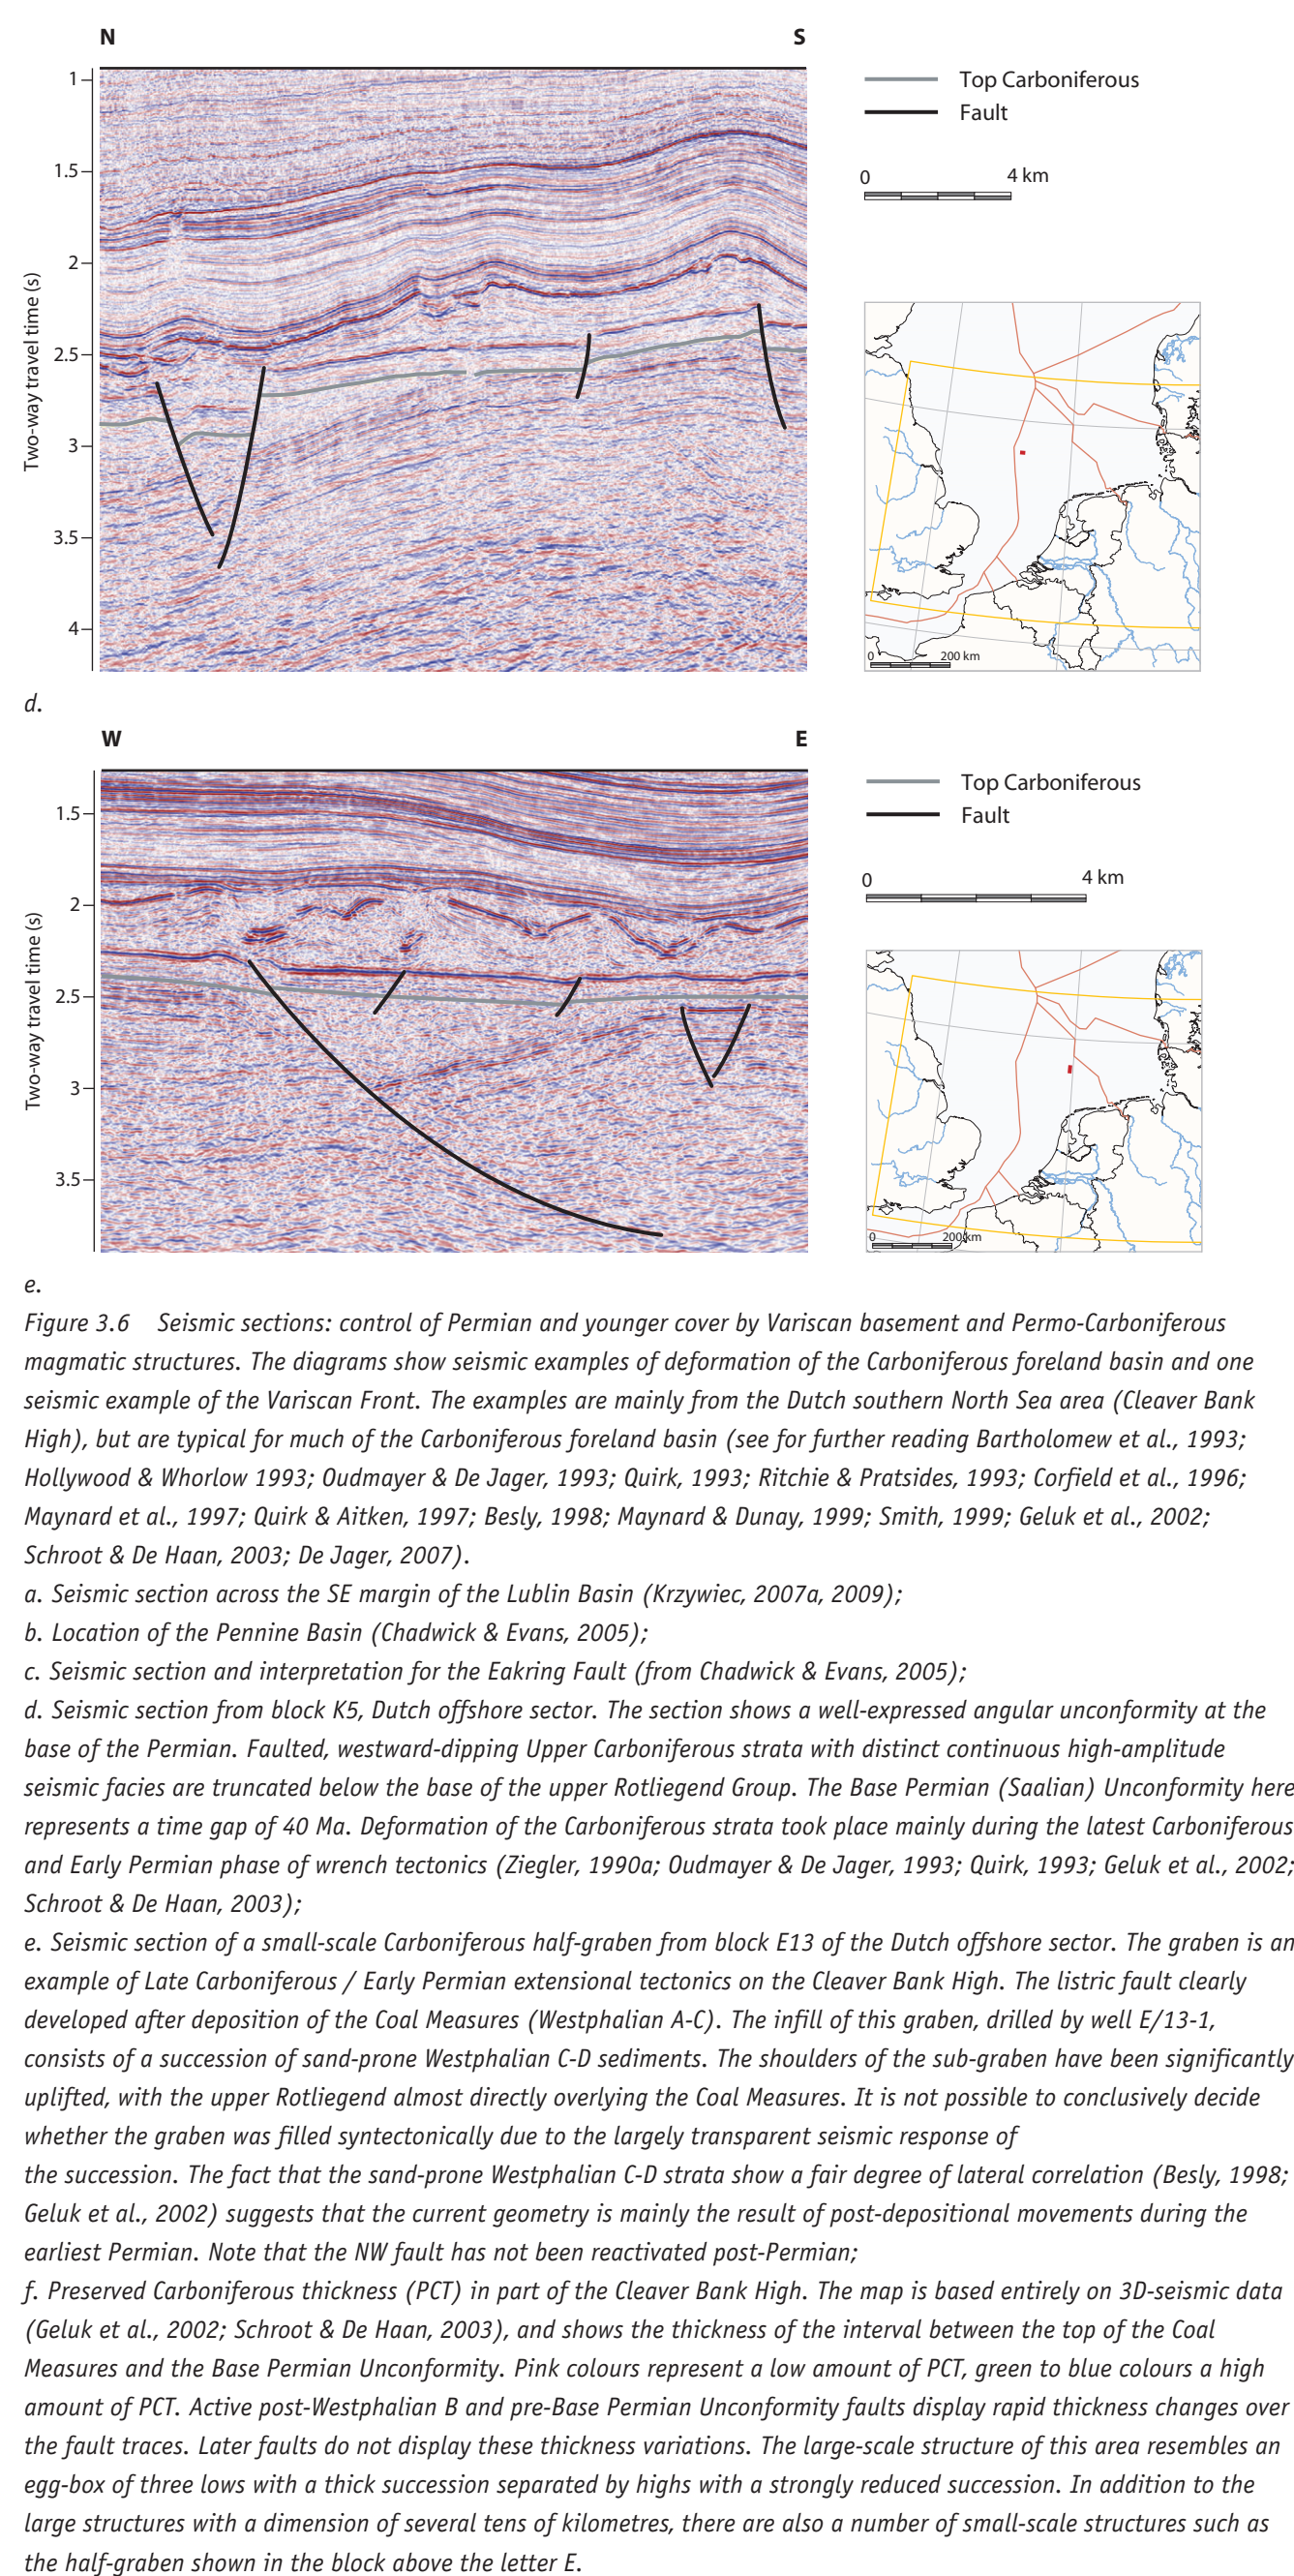 N
S
1
1.5
2
2.5
3
3.5
4
Two-way travel time (s)
Top Carboniferous
Fault
0 4 km
0 200 km
d.
W
E
1.5
2
2.5
3
3.5
Two-way travel time (s)
Top Carboniferous
Fault
0 4 km
0 200 km
e.
Figure 3.6 Seismic sections: control of Permian and younger cover by Variscan basement and Permo-Carboniferous
magmatic structures. The diagrams show seismic examples of deformation of the Carboniferous foreland basin and one
seismic example of the Variscan Front. The examples are mainly from the Dutch southern North Sea area (Cleaver Bank
High), but are typical for much of the Carboniferous foreland basin (see for further reading Bartholomew et al., 1993;
Hollywood & Whorlow 1993; Oudmayer & De Jager, 1993; Quirk, 1993; Ritchie & Pratsides, 1993; Corfield et al., 1996;
Maynard et al., 1997; Quirk & Aitken, 1997; Besly, 1998; Maynard & Dunay, 1999; Smith, 1999; Geluk et al., 2002;
Schroot & De Haan, 2003; De Jager, 2007).
a. Seismic section across the SE margin of the Lublin Basin (Krzywiec, 2007a, 2009);
b. Location of the Pennine Basin (Chadwick & Evans, 2005);
c. Seismic section and interpretation for the Eakring Fault (from Chadwick & Evans, 2005);
d. Seismic section from block K5, Dutch offshore sector. The section shows a well-expressed angular unconformity at the
base of the Permian. Faulted, westward-dipping Upper Carboniferous strata with distinct continuous high-amplitude
seismic facies are truncated below the base of the upper Rotliegend Group. The Base Permian (Saalian) Unconformity here
represents a time gap of 40 Ma. Deformation of the Carboniferous strata took place mainly during the latest Carboniferous
and Early Permian phase of wrench tectonics (Ziegler, 1990a; Oudmayer & De Jager, 1993; Quirk, 1993; Geluk et al., 2002;
Schroot & De Haan, 2003);
e. Seismic section of a small-scale Carboniferous half-graben from block E13 of the Dutch offshore sector. The graben is an
example of Late Carboniferous / Early Permian extensional tectonics on the Cleaver Bank High. The listric fault clearly
developed after deposition of the Coal Measures (Westphalian A-C). The infill of this graben, drilled by well E/13-1,
consists of a succession of sand-prone Westphalian C-D sediments. The shoulders of the sub-graben have been significantly
uplifted, with the upper Rotliegend almost directly overlying the Coal Measures. It is not possible to conclusively decide
whether the graben was filled syntectonically due to the largely transparent seismic response of
the succession. The fact that the sand-prone Westphalian C-D strata show a fair degree of lateral correlation (Besly, 1998;
Geluk et al., 2002) suggests that the current geometry is mainly the result of post-depositional movements during the
earliest Permian. Note that the NW fault has not been reactivated post-Permian;
f. Preserved Carboniferous thickness (PCT) in part of the Cleaver Bank High. The map is based entirely on 3D-seismic data
(Geluk et al., 2002; Schroot & De Haan, 2003), and shows the thickness of the interval between the top of the Coal
Measures and the Base Permian Unconformity. Pink colours represent a low amount of PCT, green to blue colours a high
amount of PCT. Active post-Westphalian B and pre-Base Permian Unconformity faults display rapid thickness changes over
the fault traces. Later faults do not display these thickness variations. The large-scale structure of this area resembles an
egg-box of three lows with a thick succession separated by highs with a strongly reduced succession. In addition to the
large structures with a dimension of several tens of kilometres, there are also a number of small-scale structures such as
the half-graben shown in the block above the letter E.